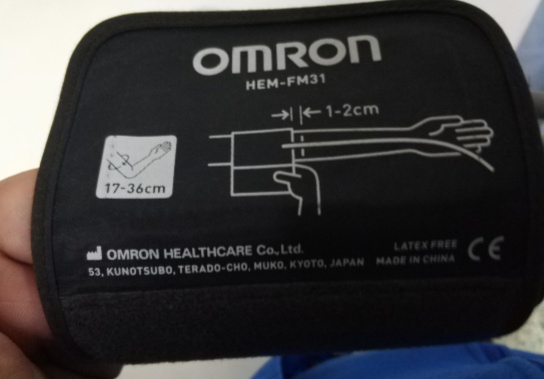 OMRON
HEM-FM31
1-2cm
17-36cm
OMRON HEALTHCARE Co., Ltd.
53, KUNOTSUBO, TERADO-CHO, MUKO, KYOTO, JAPAN
LATEX FREE
MADE IN CHINA
CE